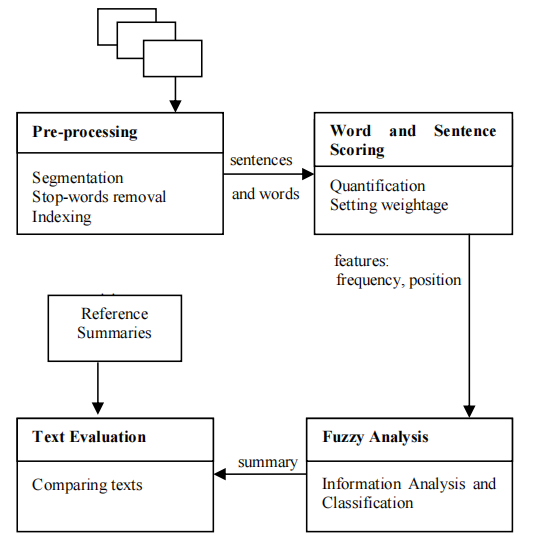 Pre-processing
Segmentation
Stop-words removal
Indexing
sentences
and words
Word and Sentence
Scoring
Quantification
Setting weightage
features:
frequency, position
Reference
Summaries
Text Evaluation
Comparing texts
summary
Fuzzy Analysis
Information Analysis and
Classification